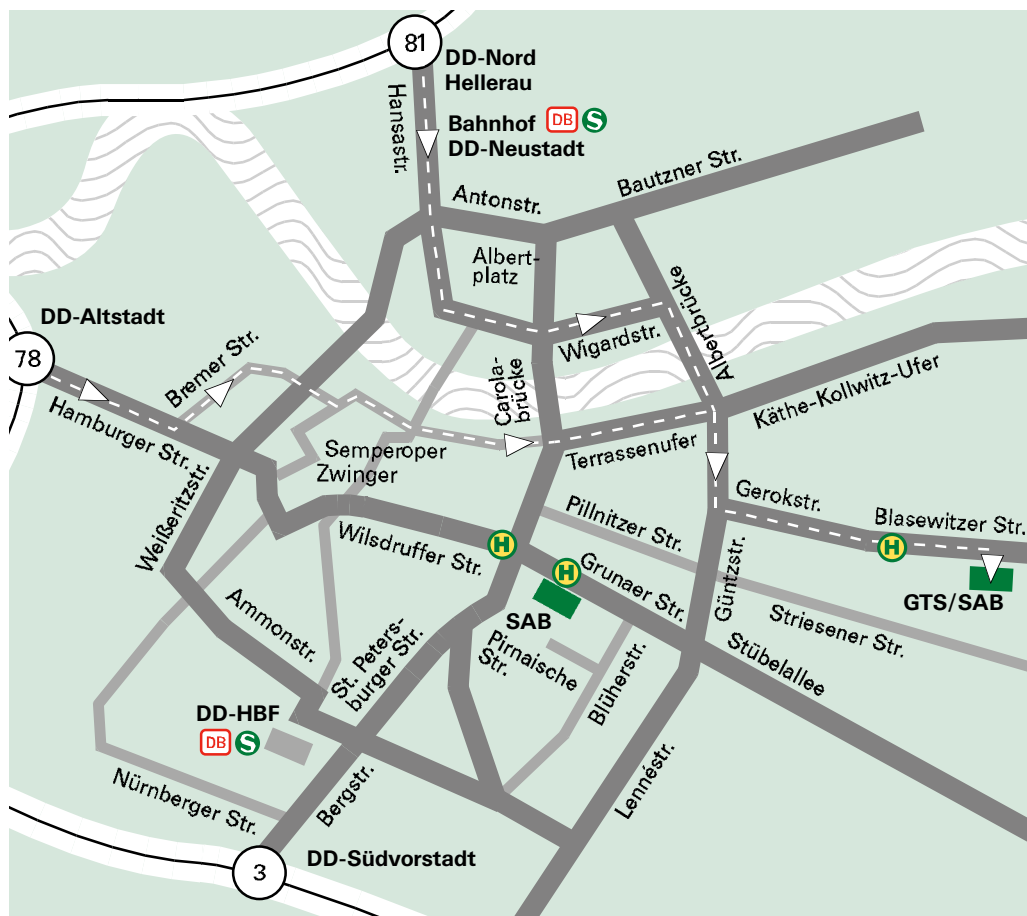 81
DD-Nord
Hellerau
Hansastr.
Bahnhof DB S
DD-Neustadt
Bautzner Str.
Antonstr.
Albert-
platz
DD-Altstadt
78
Bremer Str.
Hamburger Str.
Wigardstr.
Albertbrücke
Carola-
brücke
Käthe-Kollwitz-Ufer
Terrassenufer
Semperoper
Zwinger
Weißeritzstr.
Wilsdruffer Str.
H
H
Pillnitzer Str.
Gerokstr.
Blasewitzer Str.
H
GTS/SAB
Grunaer Str.
SAB
Güntzstr.
Striesener Str.
Stübelallee
Ammonstr.
St. Peters-
burger Str.
Pirnaische
Str.
Blüherstr.
DD-HBF
DB S
Nürnberger Str.
Bergstr.
Lennéstr.
DD-Südvorstadt
3